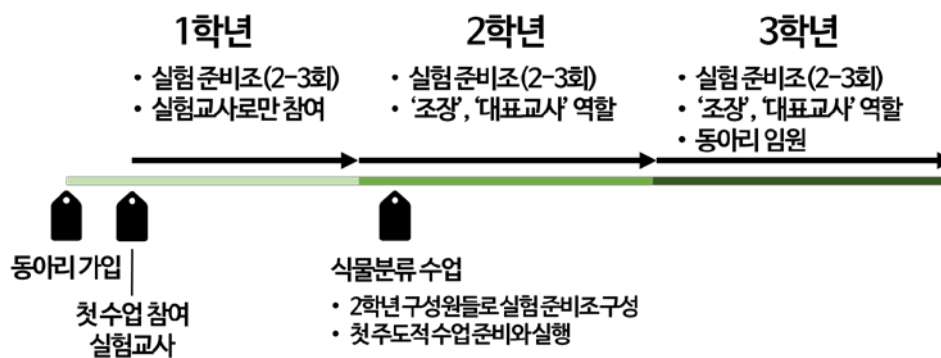 1학년
• 실험 준비조(2-3회)
• 실험교사로만 참여
2학년
• 실험 준비조(2-3회)
• ‘조장’, ‘대표교사’ 역할
3학년
• 실험 준비조(2-3회)
• ‘조장’, ‘대표교사’ 역할
• 동아리 임원
동아리 가입
첫 수업 참여
실험교사
식물분류 수업
• 2학년 구성원들로 실험 준비조 구성
• 첫 주도적 수업 준비와 실행